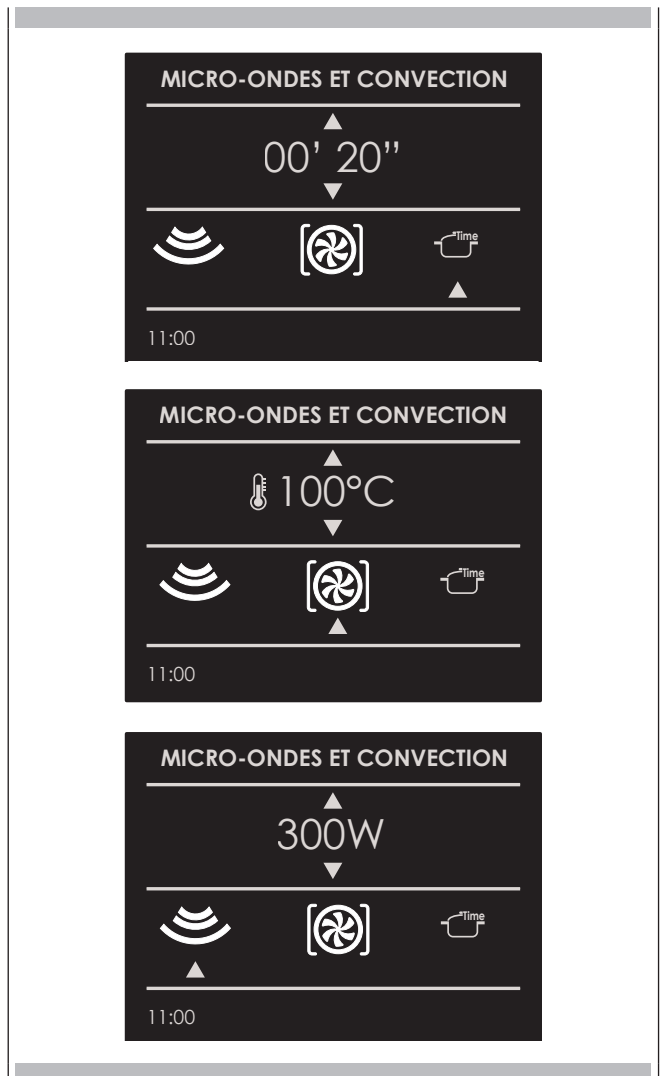 MICRO-ONDES ET CONVECTION
00’ 20’’
Time
11:00
MICRO-ONDES ET CONVECTION
100°C
Time
11:00
MICRO-ONDES ET CONVECTION
300W
Time
11:00